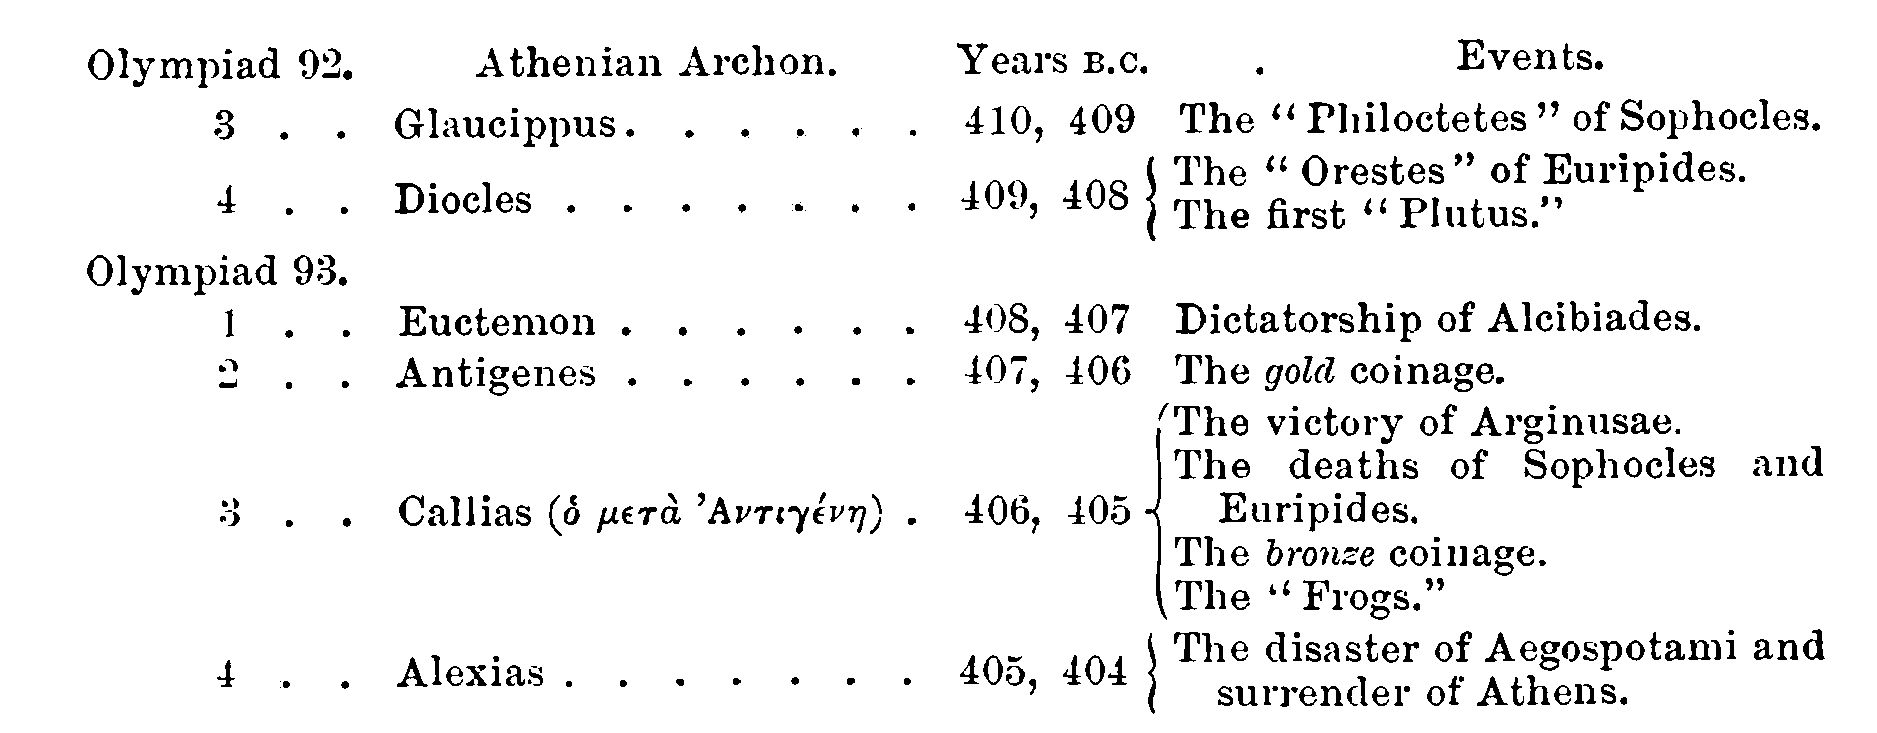 Olympiad 92. Athenian Archon. Years B.C. . Events.
3 . . Glaucippus . . . . . . 410, 409 The “Philoctetes” of Sophocles.
4 . . Diocles . . . . . . . 409, 408 { The “Orestes” of Euripides.
The first “Plutus.”
Olympiad 93.
1 . . Euctemon . . . . . . 408, 407 Dictatorship of Alcibiades.
2 . . Antigenes . . . . . . 407, 406 The gold coinage.
The victory of Arginusae.
The deaths of Sophocles and
3 . . Callias (ὁ μετὰ ’Αντιγένη) . 406, 405 { Euripides.
The bronze coinage.
The “Frogs.”
4 . . Alexias . . . . . . . 405, 404 { The disaster of Aegospotami and
surrender of Athens.